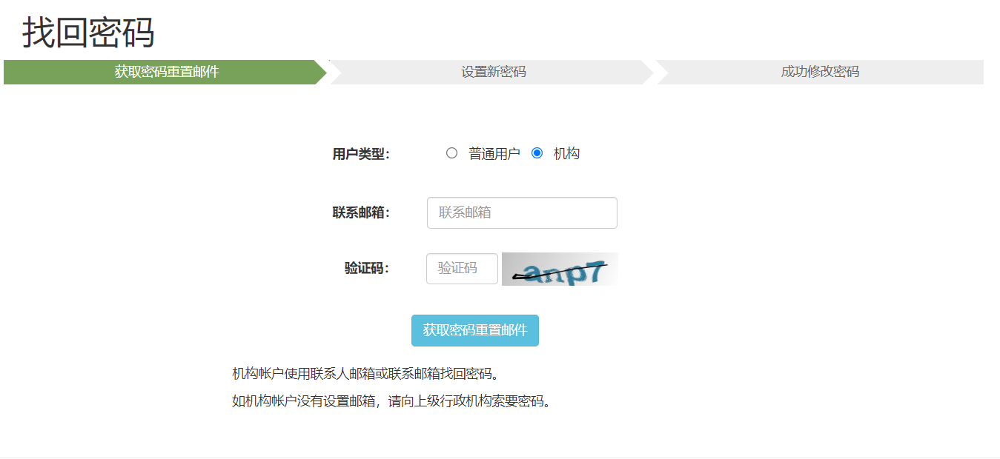 找回密码
获取密码重置邮件 设置新密码 成功修改密码
用户类型： 普通用户 机构
联系邮箱： 联系邮箱
验证码： 验证码 anp7
获取密码重置邮件
机构帐户使用联系人邮箱或联系邮箱找回密码。
如机构帐户没有设置邮箱，请向上级行政机构索要密码。